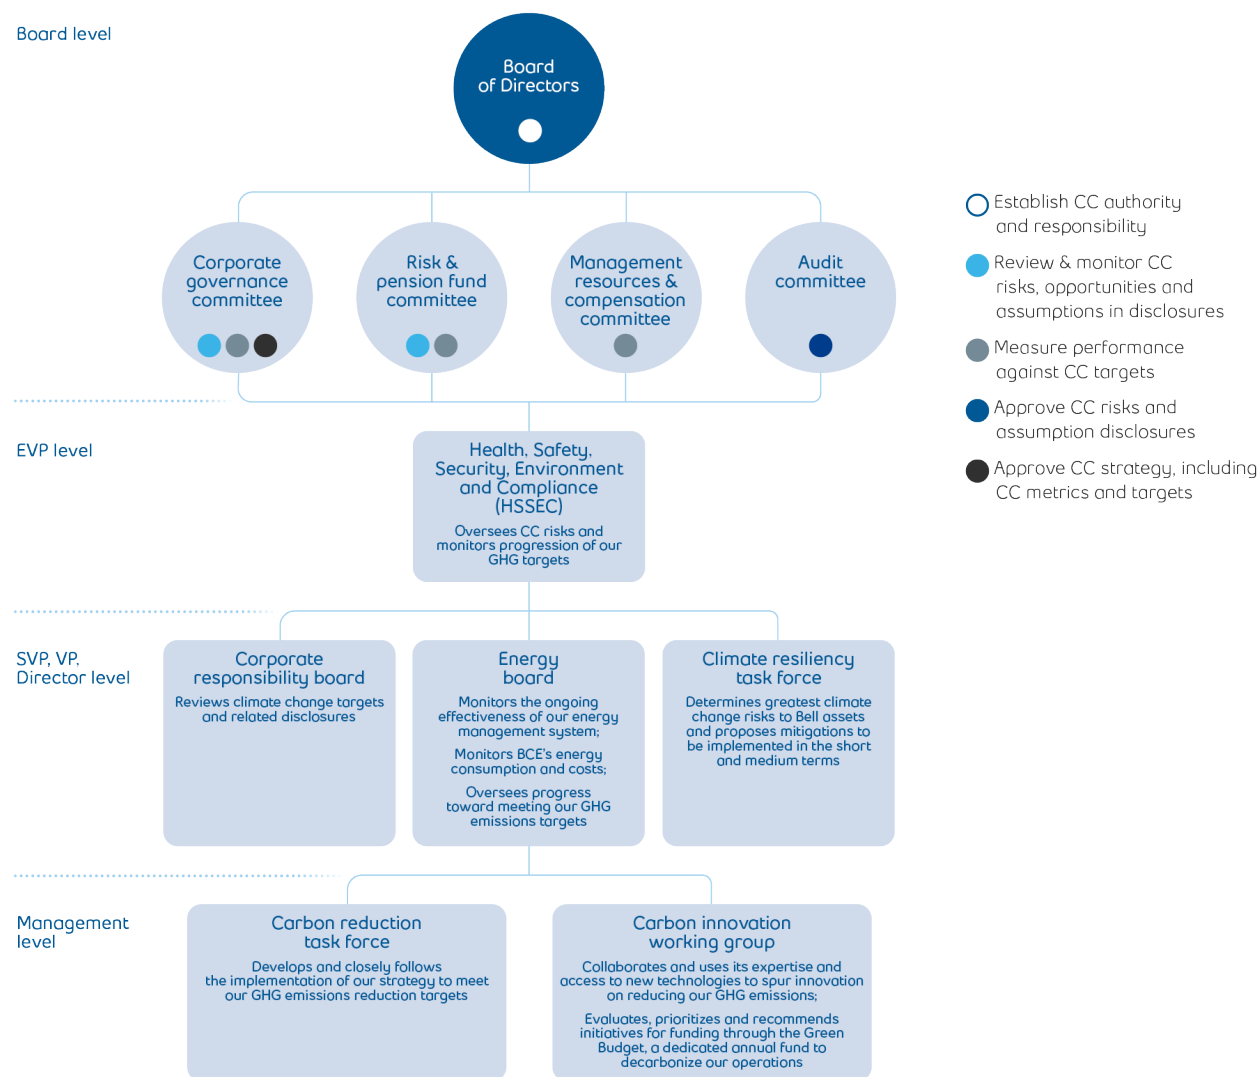 Board level
Board
of Directors
Corporate
governance
committee
Risk &
pension fund
committee
Management
resources &
compensation
committee
Audit
committee
Establish CC authority
and responsibility
Review & monitor CC
risks, opportunities and
assumptions in disclosures
Measure performance
against CC targets
Approve CC risks and
assumption disclosures
Approve CC strategy, including
CC metrics and targets
EVP level
Health, Safety,
Security, Environment
and Compliance
(HSSEC)
Oversees CC risks and
monitors progression of our
GHG targets
SVP, VP,
Director level
Corporate
responsibility board
Reviews climate change targets
and related disclosures
Energy
board
Monitors the ongoing
effectiveness of our energy
management system;
Monitors BCE's energy
consumption and costs;
Oversees progress
toward meeting our GHG
emissions targets
Climate resiliency
task force
Determines greatest climate
change risks to Bell assets
and proposes mitigations to
be implemented in the short
and medium terms
Management
level
Carbon reduction
task force
Develops and closely follows
the implementation of our strategy to meet
our GHG emissions reduction targets
Carbon innovation
working group
Collaborates and uses its expertise and
access to new technologies to spur innovation
on reducing our GHG emissions;
Evaluates, prioritizes and recommends
initiatives for funding through the Green
Budget, a dedicated annual fund to
decarbonize our operations